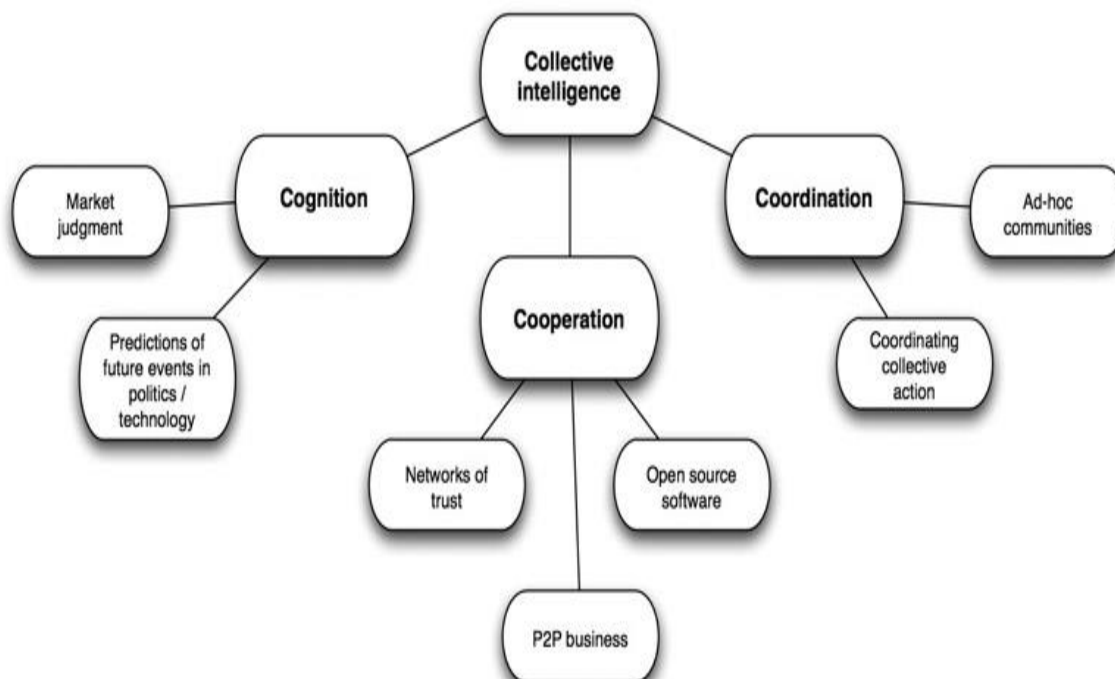 Collective
intelligence
Cognition
Coordination
Market
judgment
Ad-hoc
communities
Cooperation
Predictions of
future events in
politics /
technology
Coordinating
collective
action
Networks of
trust
Open source
software
P2P business